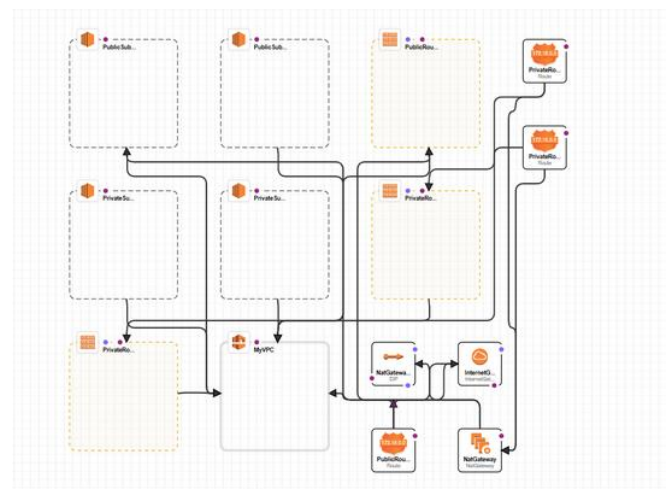 PublicSub...
PublicSub...
PublicRou...
PrivateRo...
Route
PrivateRo...
Route
PrivateSu...
PrivateSu...
PrivateRo...
PrivateRo...
MyVPC
NatGatewa...
EIP
InternetG...
InternetGat...
PublicRou...
Route
NatGateway
NatGateway